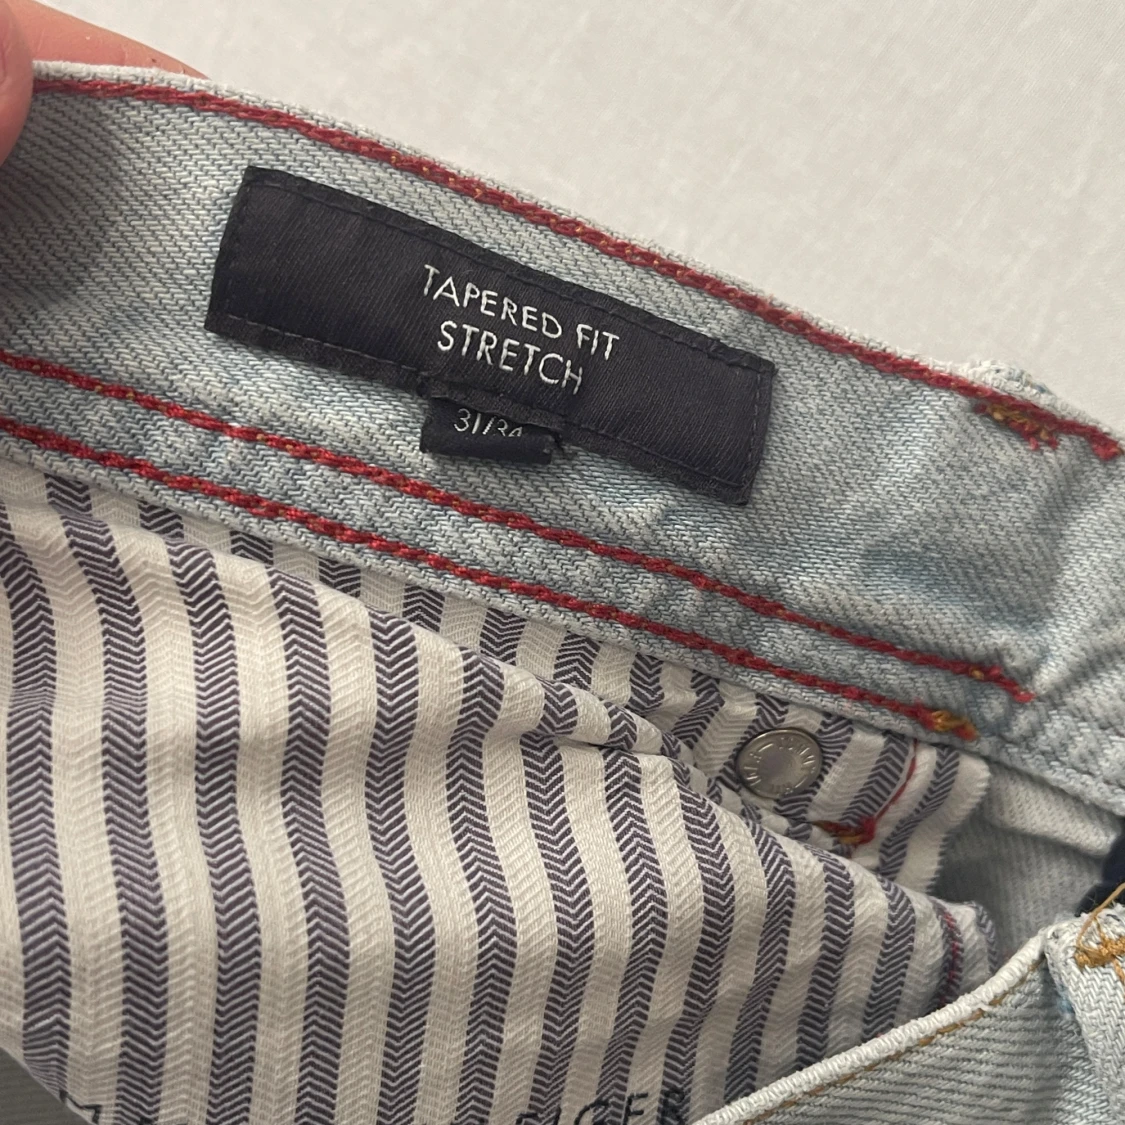 TAPERED FIT
STRETCH
31/34